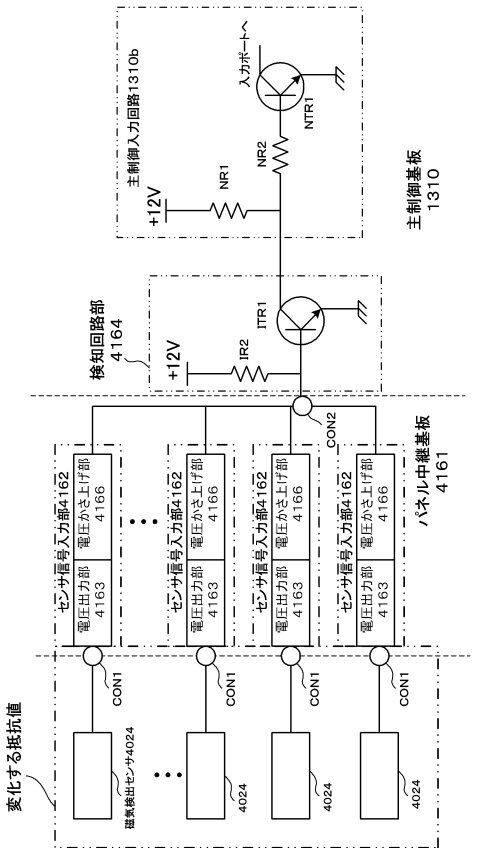 変化する抵抗値
磁気検出センサ4024
4024
4024
4024
CON1
CON1
CON1
CON1
センサ信号入力部4162
電圧出力部
4163
電圧かさ上げ部
4166
センサ信号入力部4162
電圧出力部
4163
電圧かさ上げ部
4166
センサ信号入力部4162
電圧出力部
4163
電圧かさ上げ部
4166
センサ信号入力部4162
電圧出力部
4163
電圧かさ上げ部
4166
パネル中継基板
4161
CON2
検知回路部
4164
+12V
IR2
ITR1
主制御入力回路1310b
+12V
NR1
NR2
NTR1
入力ポートへ
主制御基板
1310